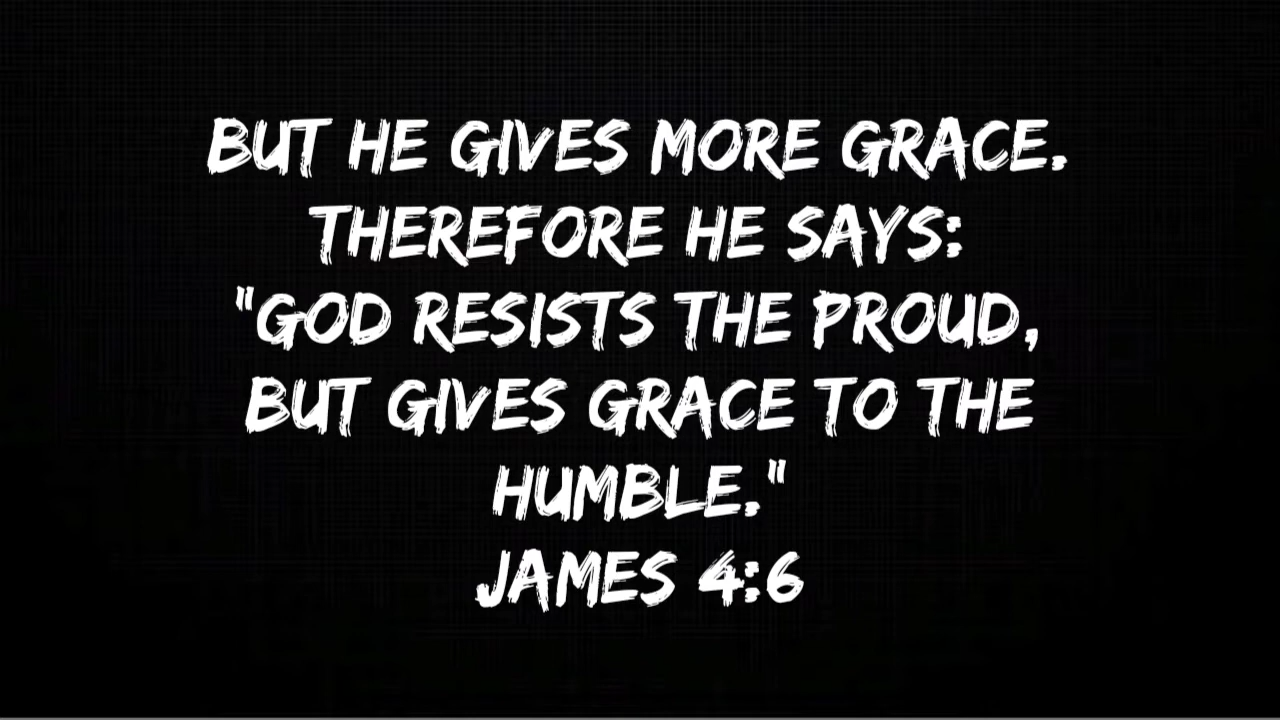 BUT HE GIVES MORE GRACE.
THEREFORE HE SAYS:
"GOD RESISTS THE PROUD,
BUT GIVES GRACE TO THE
HUMBLE."
JAMES 4:6